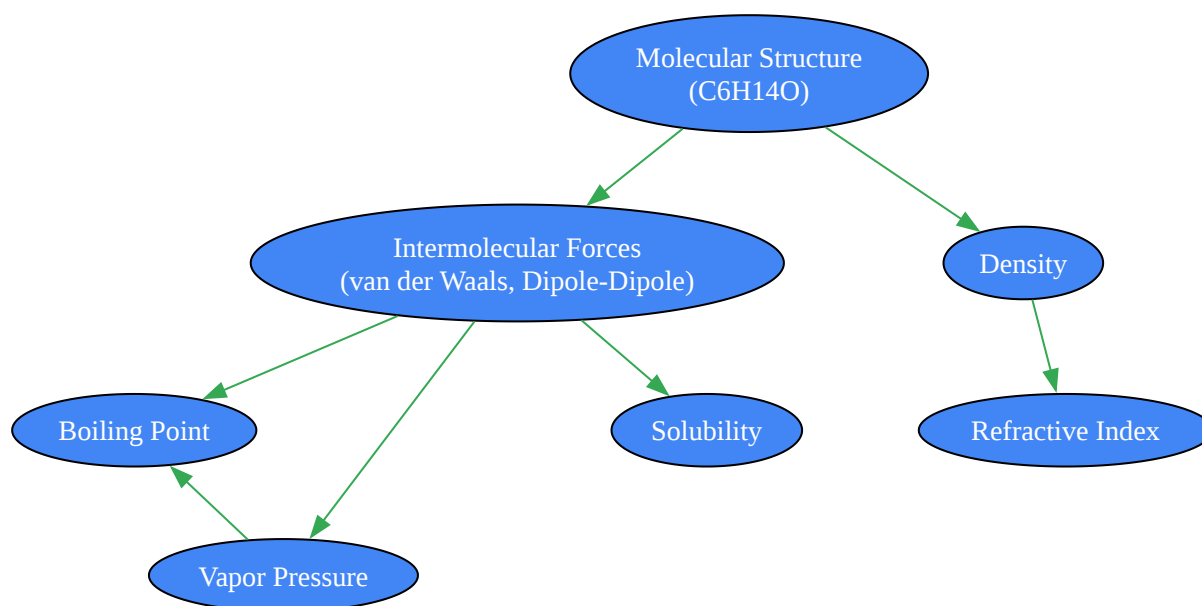 Molecular Structure
(C6H14O)
Intermolecular Forces
(van der Waals, Dipole-Dipole)
Density
Boiling Point
Solubility
Refractive Index
Vapor Pressure